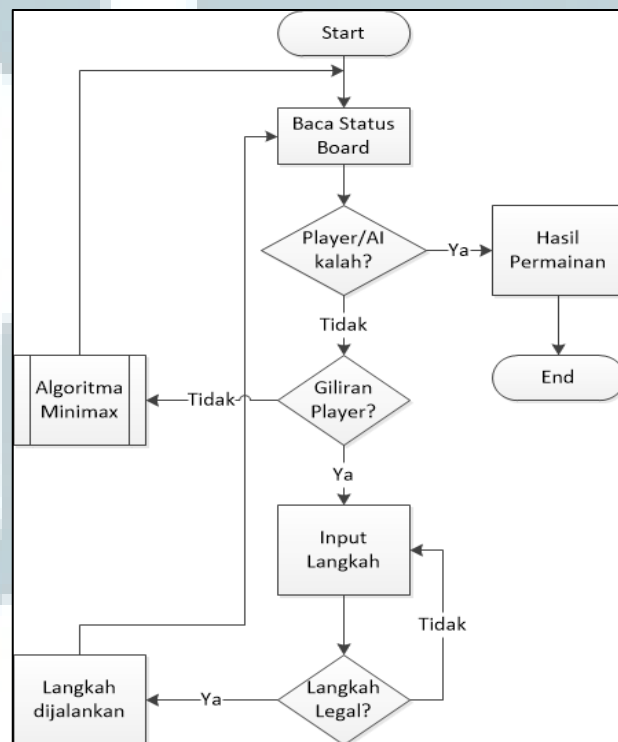 Start
Baca Status
Board
Player/AI
kalah?
Ya
Hasil
Permainan
Tidak
End
Algoritma
Minimax
Tidak
Giliran
Player?
Ya
Input
Langkah
Tidak
Langkah
dijalankan
Ya
Langkah
Legal?